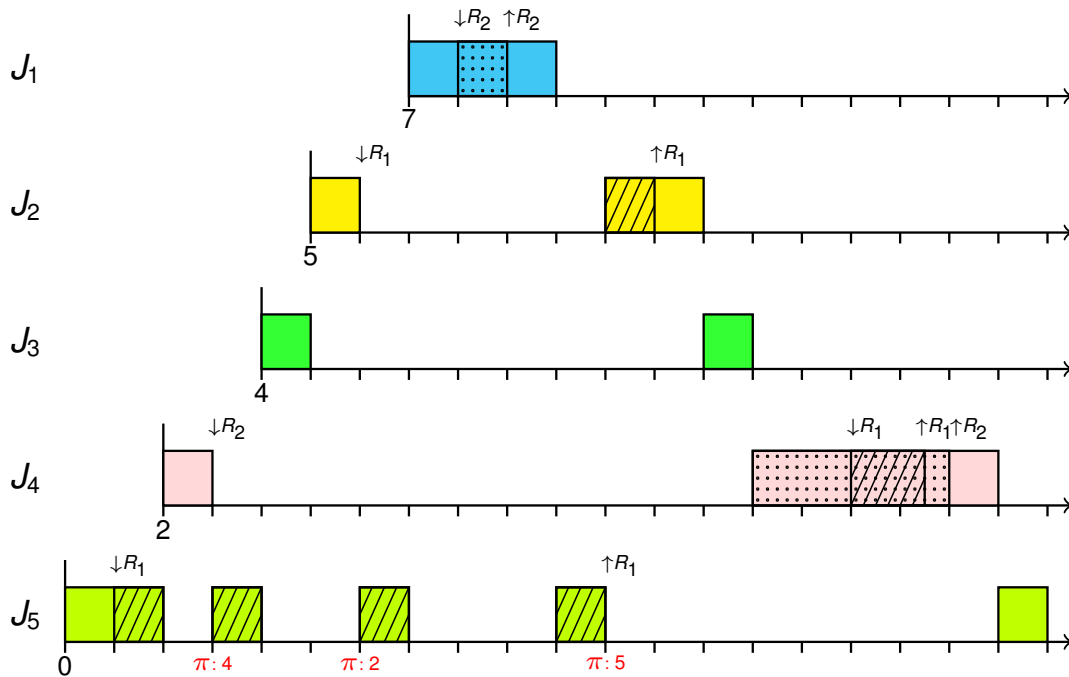 ↓R₂ ↑R₂
J₁
7
↓R₁ ↑R₁
J₂
5
J₃
4
↓R₂ ↓R₁ ↑R₁↑R₂
J₄
2
↓R₁ ↑R₁
J₅
0 π: 4 π: 2 π: 5